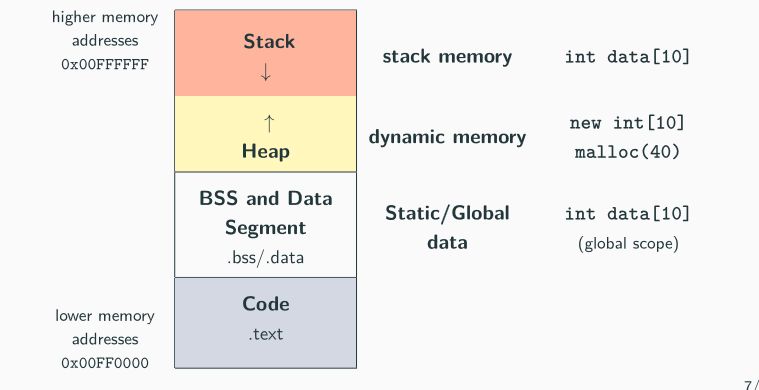 higher memory
addresses
0x00FFFFFF
Stack
↓
stack memory
int data[10]
↑
Heap
dynamic memory
new int[10]
malloc(40)
BSS and Data
Segment
.bss/.data
Static/Global
data
int data[10]
(global scope)
Code
.text
lower memory
addresses
0x00FF0000
7/